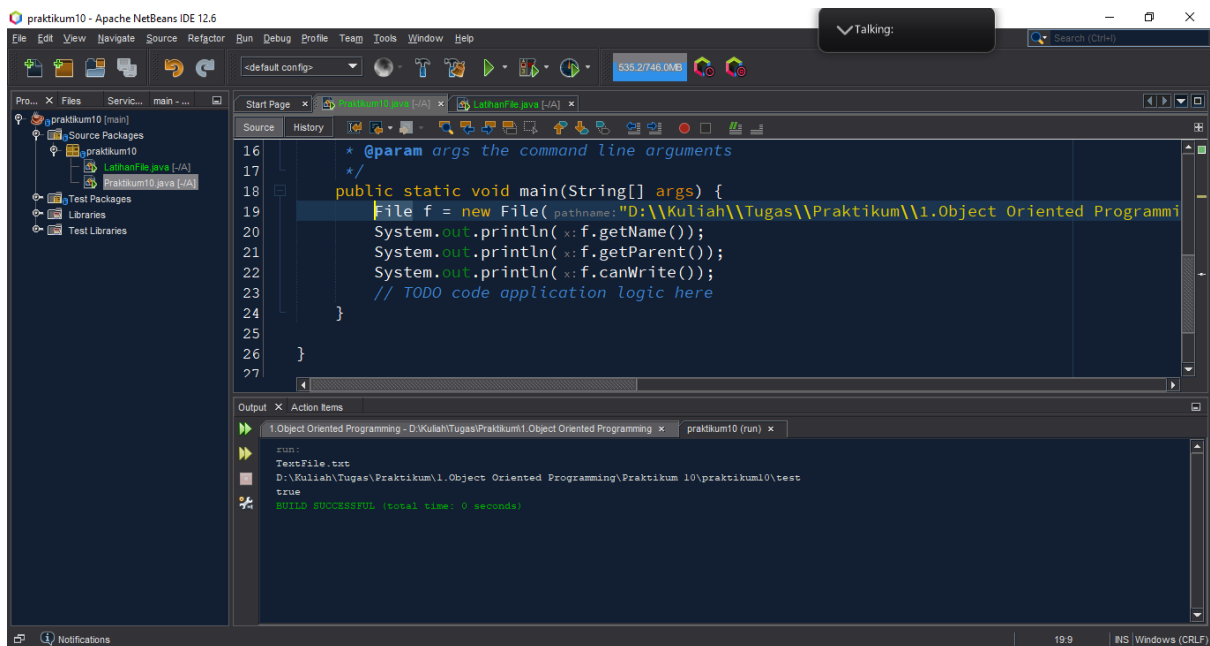 praktikum10 - Apache NetBeans IDE 12.6
Talking:
File Edit View Navigate Source Refactor Run Debug Profile Team Tools Window Help
Search (Ctrl+I)
<default config>
535.2/746.0MB
Pro... Files Servic... main - ...
Start Page Praktikum10.java [-/A] LatihanFile.java [-/A]
praktikum10 [main]
Source Packages
praktikum10
LatihanFile.java [-/A]
Praktikum10.java [-/A]
Test Packages
Libraries
Test Libraries
Source History
16 * @param args the command line arguments
17 */
18 public static void main(String[] args) {
19 File f = new File( pathname:"D:\\Kuliah\\Tugas\\Praktikum\\1.Object Oriented Programmi
20 System.out.println( x:f.getName());
21 System.out.println( x:f.getParent());
22 System.out.println( x:f.canWrite());
23 // TODO code application logic here
24 }
25
26 }
27
Output Action Items
1.Object Oriented Programming - D:\Kuliah\Tugas\Praktikum\1.Object Oriented Programming praktikum10 (run)
run:
TextFile.txt
D:\Kuliah\Tugas\Praktikum\1.Object Oriented Programming\Praktikum 10\praktikum10\test
true
BUILD SUCCESSFUL (total time: 0 seconds)
Notifications
19:9 INS Windows (CRLF)